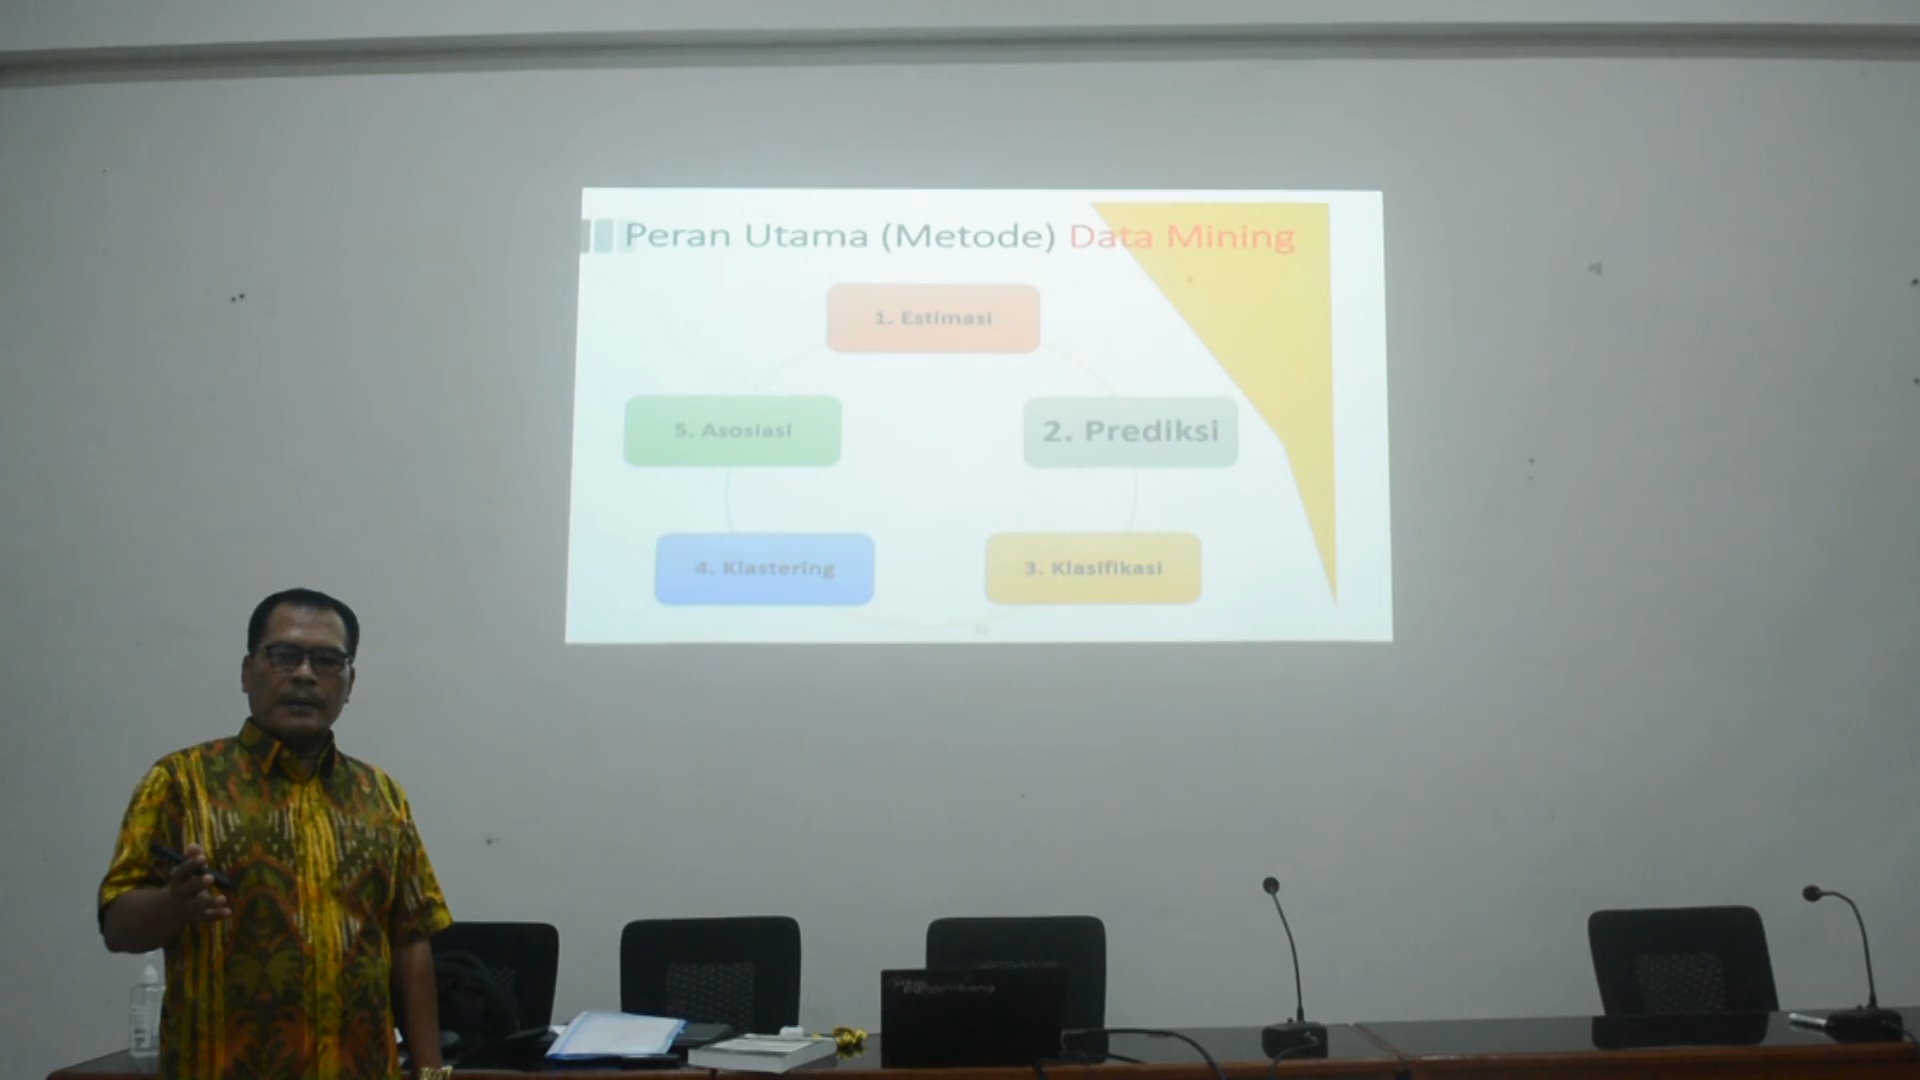 Peran Utama (Metode) Data Mining
1. Estimasi
5. Asosiasi
2. Prediksi
4. Klastering
3. Klasifikasi